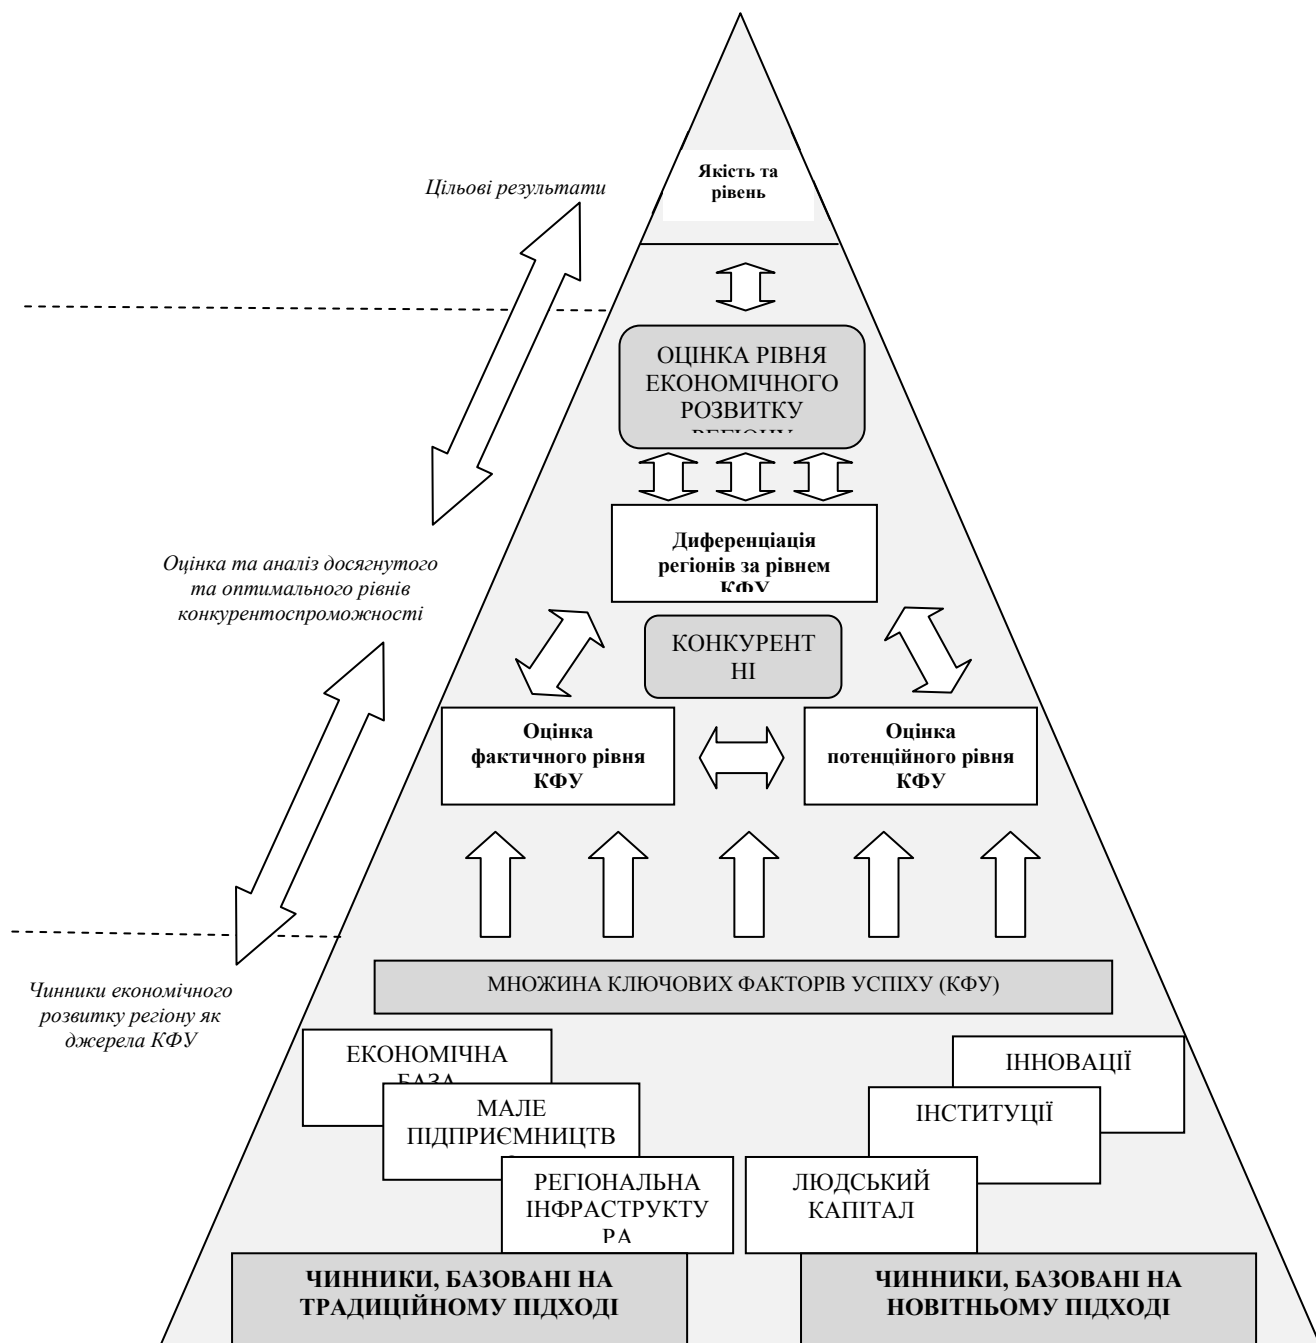 Якість та
рівень
Цільові результати
ОЦІНКА РІВНЯ
ЕКОНОМІЧНОГО
РОЗВИТКУ
РЕГІОНУ
Диференціація
регіонів за рівнем
КФУ
Оцінка та аналіз досягнутого
та оптимального рівнів
конкурентоспроможності
КОНКУРЕНТ
НІ
Оцінка
фактичного рівня
КФУ
Оцінка
потенційного рівня
КФУ
МНОЖИНА КЛЮЧОВИХ ФАКТОРІВ УСПІХУ (КФУ)
Чинники економічного
розвитку регіону як
джерела КФУ
ЕКОНОМІЧНА
БАЗА
МАЛЕ
ПІДПРИЄМНИЦТВ
РЕГІОНАЛЬНА
ІНФРАСТРУКТУ
РА
ІННОВАЦІЇ
ІНСТИТУЦІЇ
ЛЮДСЬКИЙ
КАПІТАЛ
ЧИННИКИ, БАЗОВАНІ НА
ТРАДИЦІЙНОМУ ПІДХОДІ
ЧИННИКИ, БАЗОВАНІ НА
НОВІТНЬОМУ ПІДХОДІ